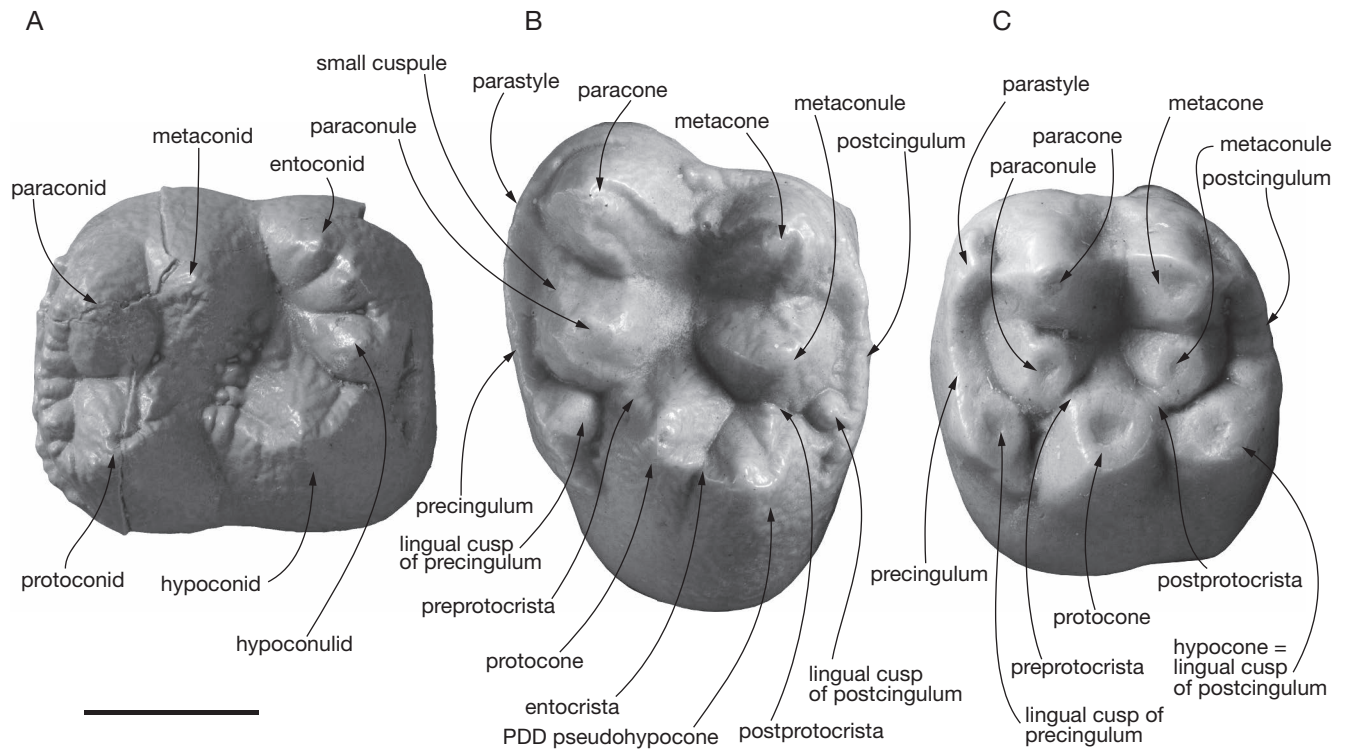 A
B
C
small cuspule
parastyle
paracone
metacone
metaconule
postcingulum
paraconule
metaconid
entoconid
paraconid
parastyle
metacone
paracone
metaconule
paraconule
postcingulum
precingulum
lingual cusp
of precingulum
preprotocrista
protocone
entocrista
PDD pseudohypocone
postprotocrista
lingual cusp
of postcingulum
protoconid
hypoconid
hypoconulid
precingulum
protocone
postprotocrista
preprotocrista
hypocone =
lingual cusp
of postcingulum
lingual cusp of
precingulum